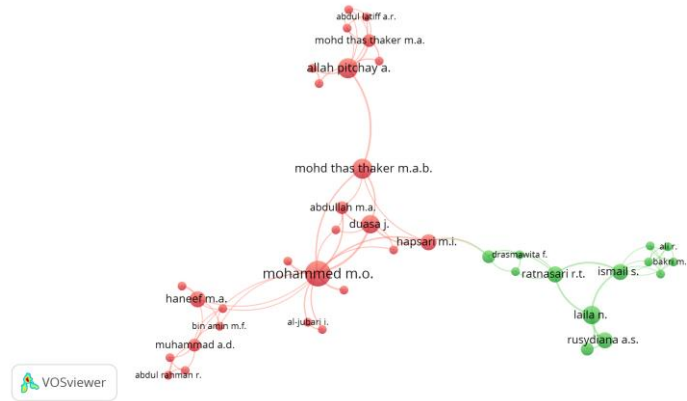 abdul latiff a.r.
mohd thas thaker m.a.
allah pitchay a.
mohd thas thaker m.a.b.
abdullah m.a.
duasa j.
hapsari m.i.
drasmawita f.
ali r.
bakri m.
ismail s.
ratnasari r.t.
mohammed m.o.
haneef m.a.
al-jubari i.
bin amin m.f.
laila n.
rusydiana a.s.
muhammad a.d.
abdul rahman r.
VOSviewer